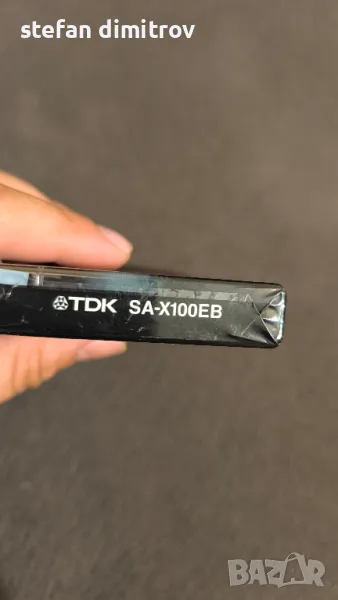 stefan dimitrov
TDK SA-X100EB
BAZAR